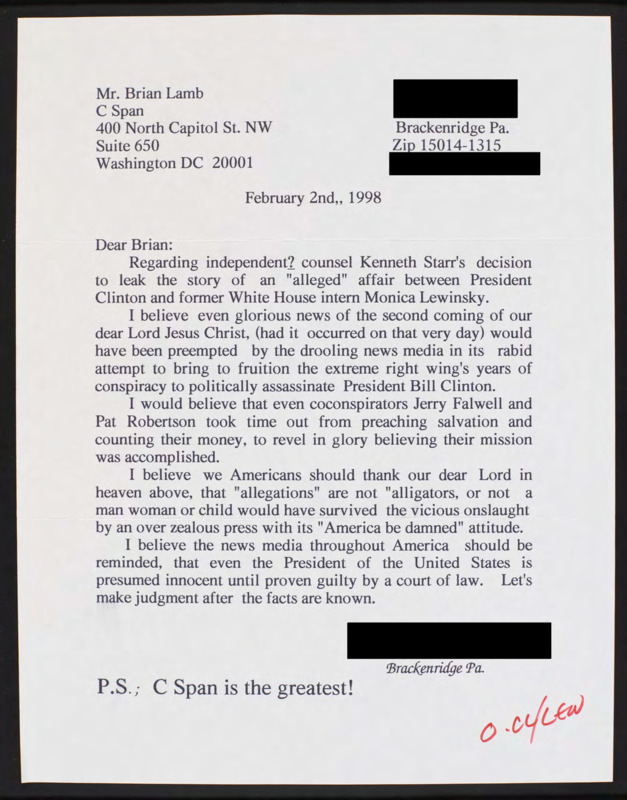 Mr. Brian Lamb
C Span
400 North Capitol St. NW
Suite 650
Washington DC 20001
Brackenridge Pa.
Zip 15014-1315
February 2nd,, 1998
Dear Brian:
Regarding independent? counsel Kenneth Starr's decision
to leak the story of an "alleged" affair between President
Clinton and former White House intern Monica Lewinsky.
I believe even glorious news of the second coming of our
dear Lord Jesus Christ, (had it occurred on that very day) would
have been preempted by the drooling news media in its rabid
attempt to bring to fruition the extreme right wing's years of
conspiracy to politically assassinate President Bill Clinton.
I would believe that even coconspirators Jerry Falwell and
Pat Robertson took time out from preaching salvation and
counting their money, to revel in glory believing their mission
was accomplished.
I believe we Americans should thank our dear Lord in
heaven above, that "allegations" are not "alligators, or not a
man woman or child would have survived the vicious onslaught
by an over zealous press with its "America be damned" attitude.
I believe the news media throughout America should be
reminded, that even the President of the United States is
presumed innocent until proven guilty by a court of law. Let's
make judgment after the facts are known.
Brackenridge Pa.
P.S.; C Span is the greatest!
O.CL/LEW